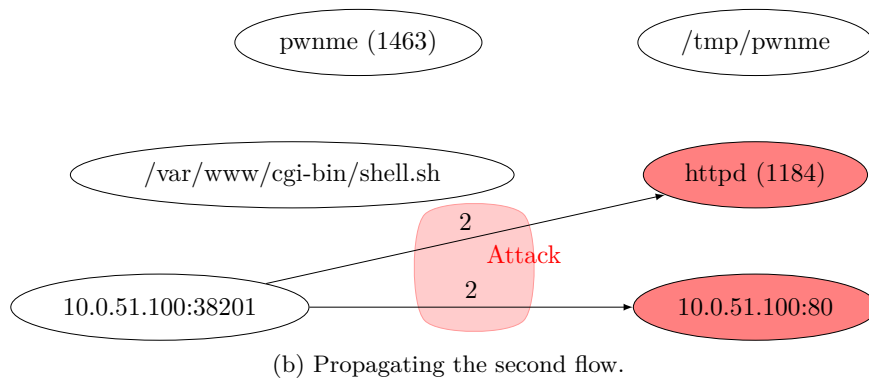 pwnme (1463)
/tmp/pwnme
/var/www/cgi-bin/shell.sh
httpd (1184)
2
Attack
2
10.0.51.100:38201
10.0.51.100:80
(b) Propagating the second flow.